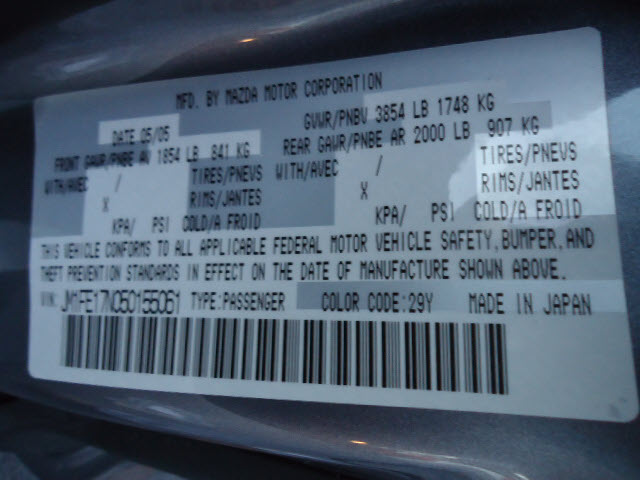 MFD. BY MAZDA MOTOR CORPORATION
DATE 05/05 GVWR/PNBV 3854 LB 1748 KG
FRONT GAWR/PNBE AV 1854 LB 841 KG REAR GAWR/PNBE AR 2000 LB 907 KG
WITH/AVEC / TIRES/PNEVS WITH/AVEC / TIRES/PNEVS
X RIMS/JANTES X RIMS/JANTES
KPA/ PSI COLD/A FROID KPA/ PSI COLD/A FROID
THIS VEHICLE CONFORMS TO ALL APPLICABLE FEDERAL MOTOR VEHICLE SAFETY, BUMPER, AND
THEFT PREVENTION STANDARDS IN EFFECT ON THE DATE OF MANUFACTURE SHOWN ABOVE.
VIN: JM1FE17N050155061 TYPE:PASSENGER COLOR CODE:29Y MADE IN JAPAN